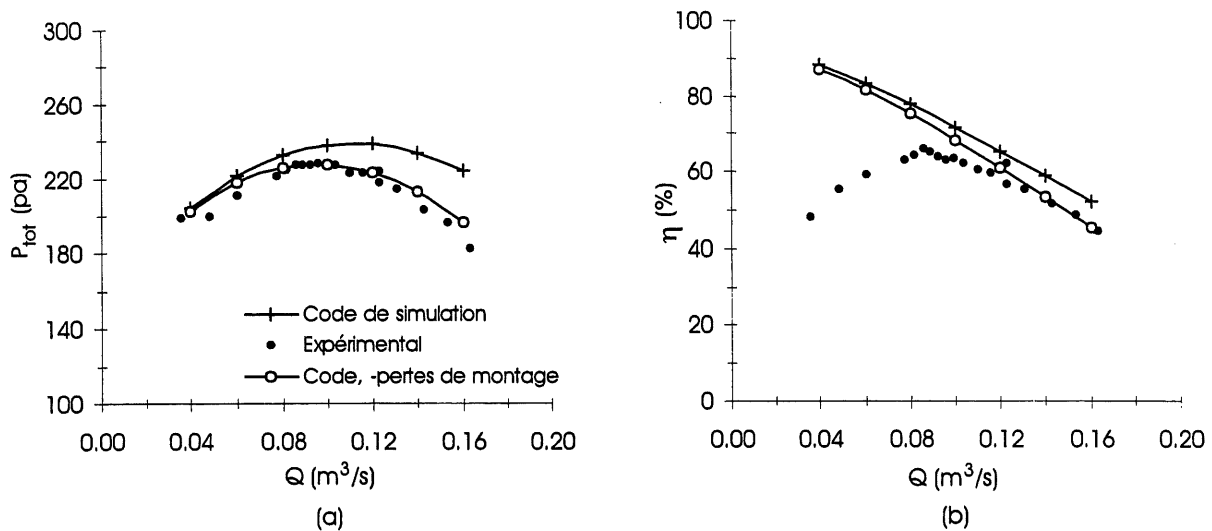 300
260
220
180
140
100
P_tot (pa)
Code de simulation
Expérimental
Code, -pertes de montage
0.00 0.04 0.08 0.12 0.16 0.20
Q (m³/s)
(a)
100
80
60
40
20
0
η (%)
0.00 0.04 0.08 0.12 0.16 0.20
Q (m³/s)
(b)